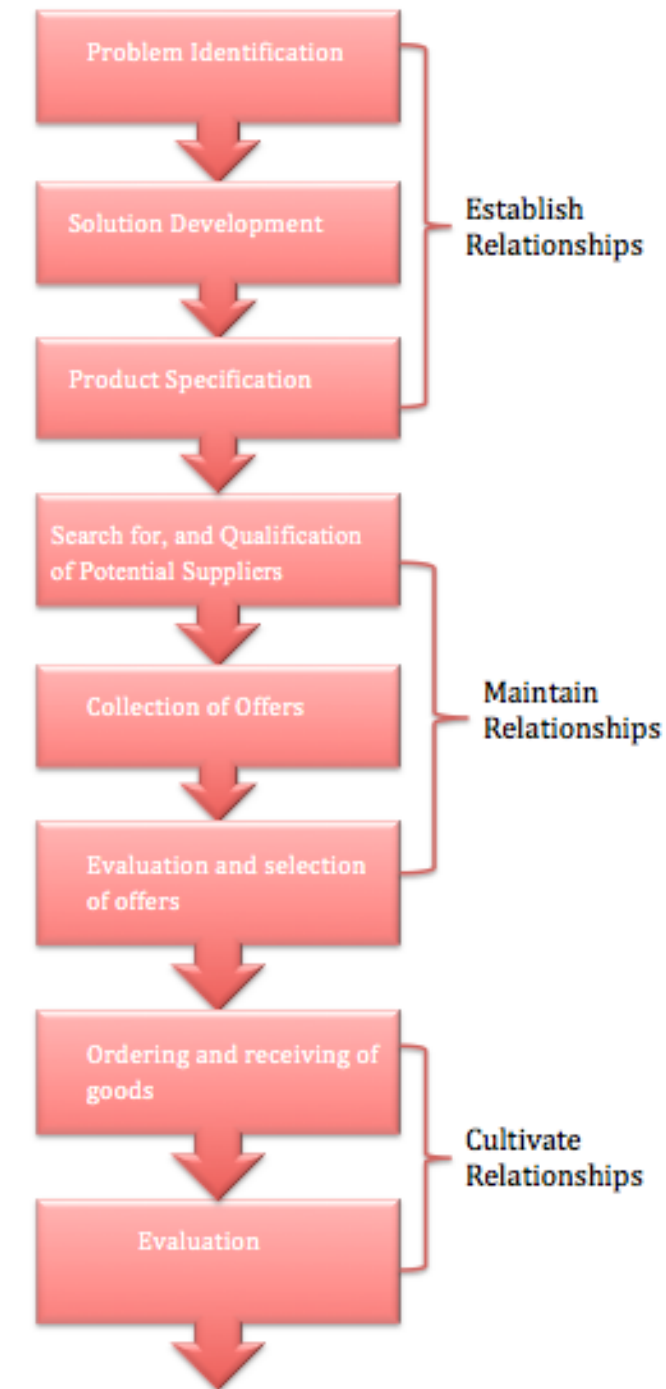 Problem Identification
Solution Development
Establish
Relationships
Product Specification
Search for, and Qualification
of Potential Suppliers
Collection of Offers
Maintain
Relationships
Evaluation and selection
of offers
Ordering and receiving of
goods
Cultivate
Relationships
Evaluation